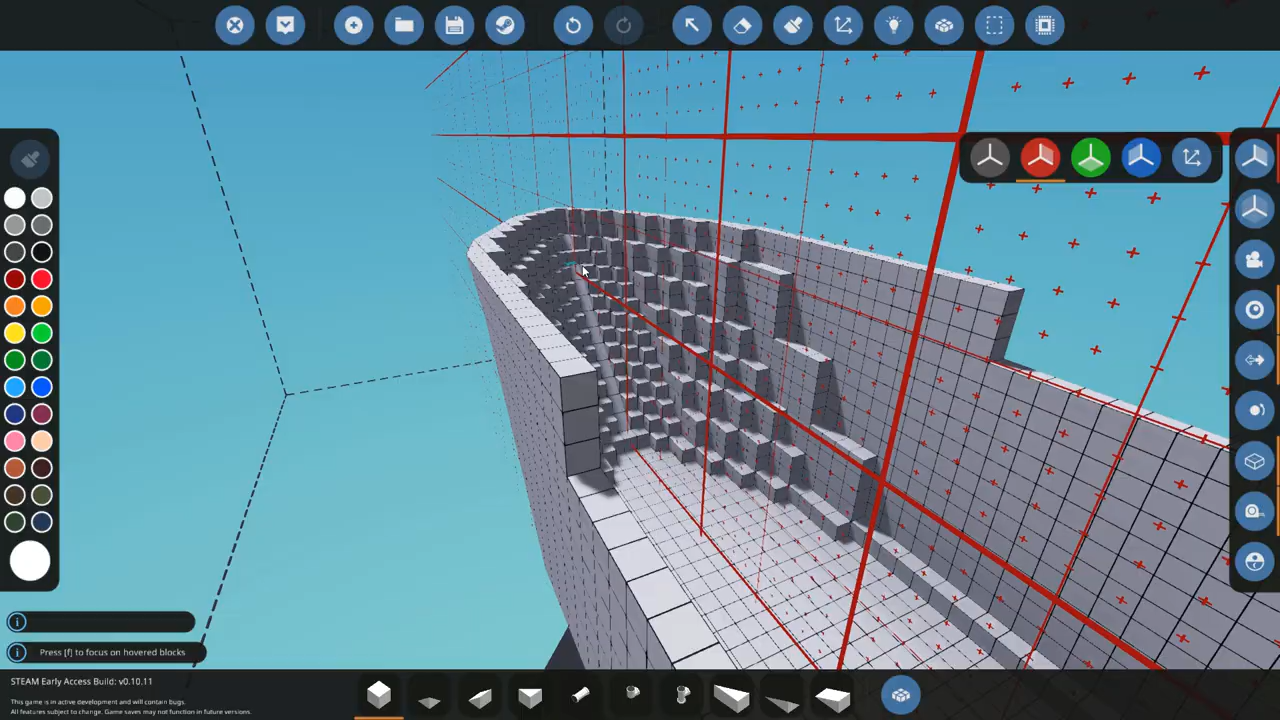 Press [f] to focus on hovered blocks
STEAM Early Access Build: v0.10.11
This game is in active development and will contain bugs.
All features subject to change. Game saves may not function in future versions.